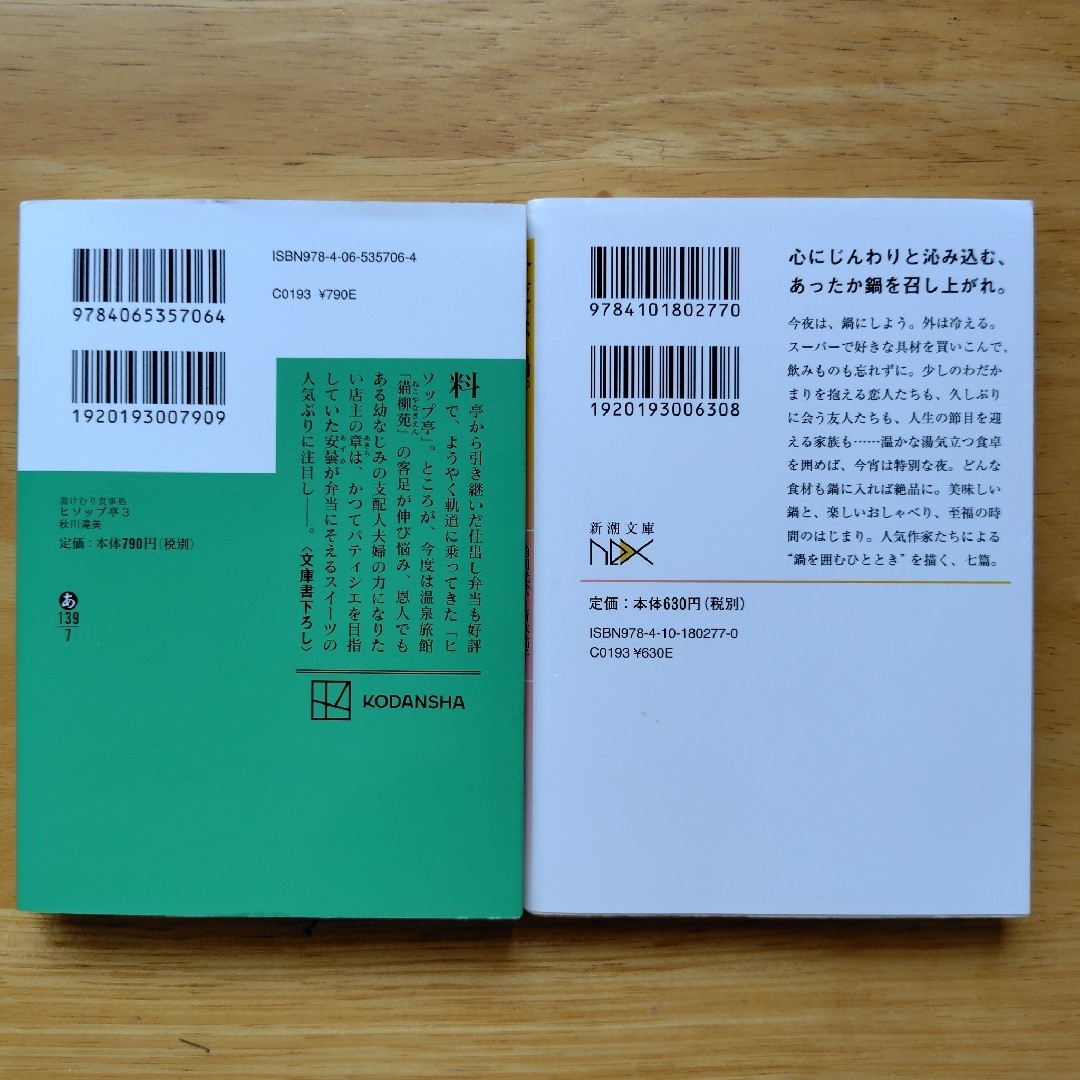 ISBN978-4-06-535706-4
C0193 ¥790E
9784065357064
1920193007909
料亭から引き継いだ仕出し弁当も好評
で、ようやく軌道に乗ってきた「ヒ
ソップ亭」。ところが、今度は温泉旅館
「猫柳苑」の客足が伸び悩み、恩人でも
ねこやなぎえん
ある幼なじみの支配人夫婦の力になりた
い店主の章は、かつてパティシエを目指
あきら
していた安曇が弁当にそえるスイーツの
あずみ
人気ぶりに注目し――。〈文庫書下ろし〉
湯けむり食事処
ヒソップ亭3
秋川滝美
定価:本体790円(税別)
あ
139
7
KODANSHA
9784101802770
1920193006308
心にじんわりと沁み込む、
あったか鍋を召し上がれ。
今夜は、鍋にしよう。外は冷える。
スーパーで好きな具材を買いこんで、
飲みものも忘れずに。少しのわだか
まりを抱える恋人たちも、久しぶり
に会う友人たちも、人生の節目を迎
える家族も……温かな湯気立つ食卓
を囲めば、今宵は特別な夜。どんな
食材も鍋に入れば絶品に。美味しい
鍋と、楽しいおしゃべり、至福の時
間のはじまり。人気作家たちによる
“鍋を囲むひととき”を描く、七篇。
新潮文庫
nex
定価:本体630円(税別)
ISBN978-4-10-180277-0
C0193 ¥630E